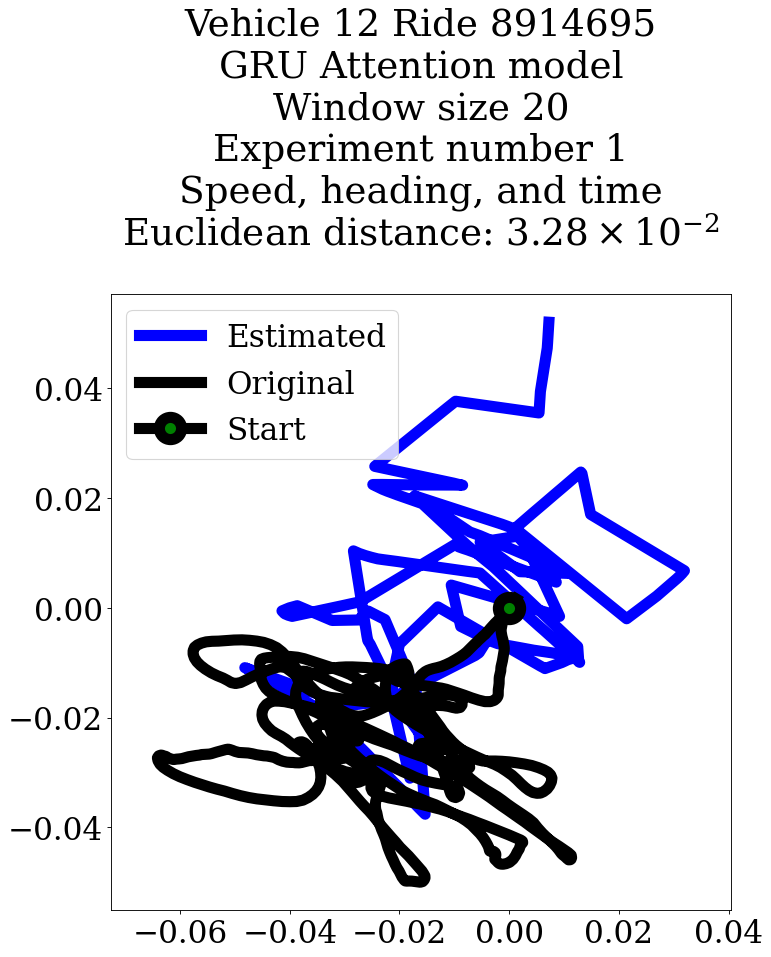 Vehicle 12 Ride 8914695
GRU Attention model
Window size 20
Experiment number 1
Speed, heading, and time
Euclidean distance: 3.28 × 10⁻²
Estimated
Original
Start
0.04
0.02
0.00
−0.02
−0.04
−0.06 −0.04 −0.02 0.00 0.02 0.04